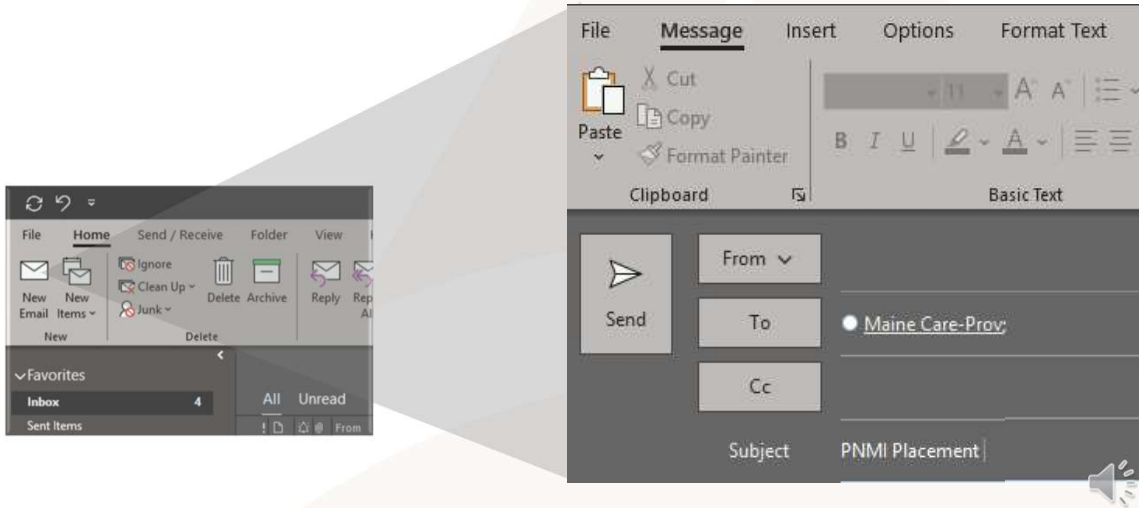 File Home Send / Receive Folder View
New Email
New Items
Ignore
Clean Up
Junk
Delete
Archive
Reply
New
Delete
Favorites
Inbox 4
Sent Items
All Unread
From
File Message Insert Options Format Text
Paste
Cut
Copy
Format Painter
11
A A
B I U A
Clipboard
Basic Text
Send
From
To
Maine Care-Prov;
Cc
Subject
PNMI Placement